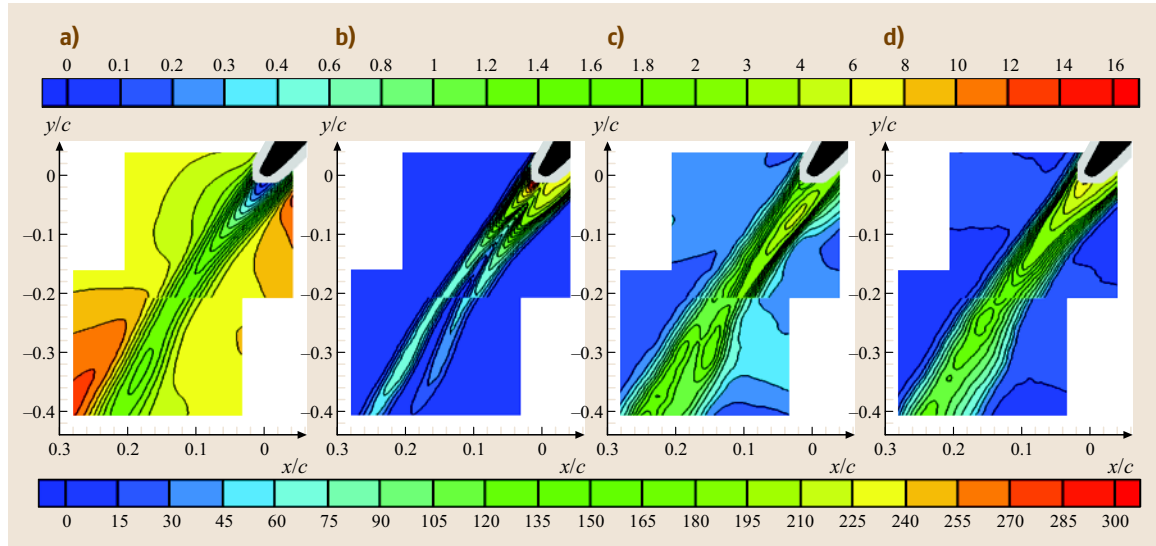 a) b) c) d)
0 0.1 0.2 0.3 0.4 0.6 0.8 1 1.2 1.4 1.6 1.8 2 3 4 6 8 10 12 14 16
y/c y/c y/c y/c
0 0 0 0
–0.1 –0.1 –0.1 –0.1
–0.2 –0.2 –0.2 –0.2
–0.3 –0.3 –0.3 –0.3
–0.4 –0.4 –0.4 –0.4
0.3 0.2 0.1 0 0.3 0.2 0.1 0 0.3 0.2 0.1 0 0.3 0.2 0.1 0
x/c x/c x/c x/c
0 15 30 45 60 75 90 105 120 135 150 165 180 195 210 225 240 255 270 285 300